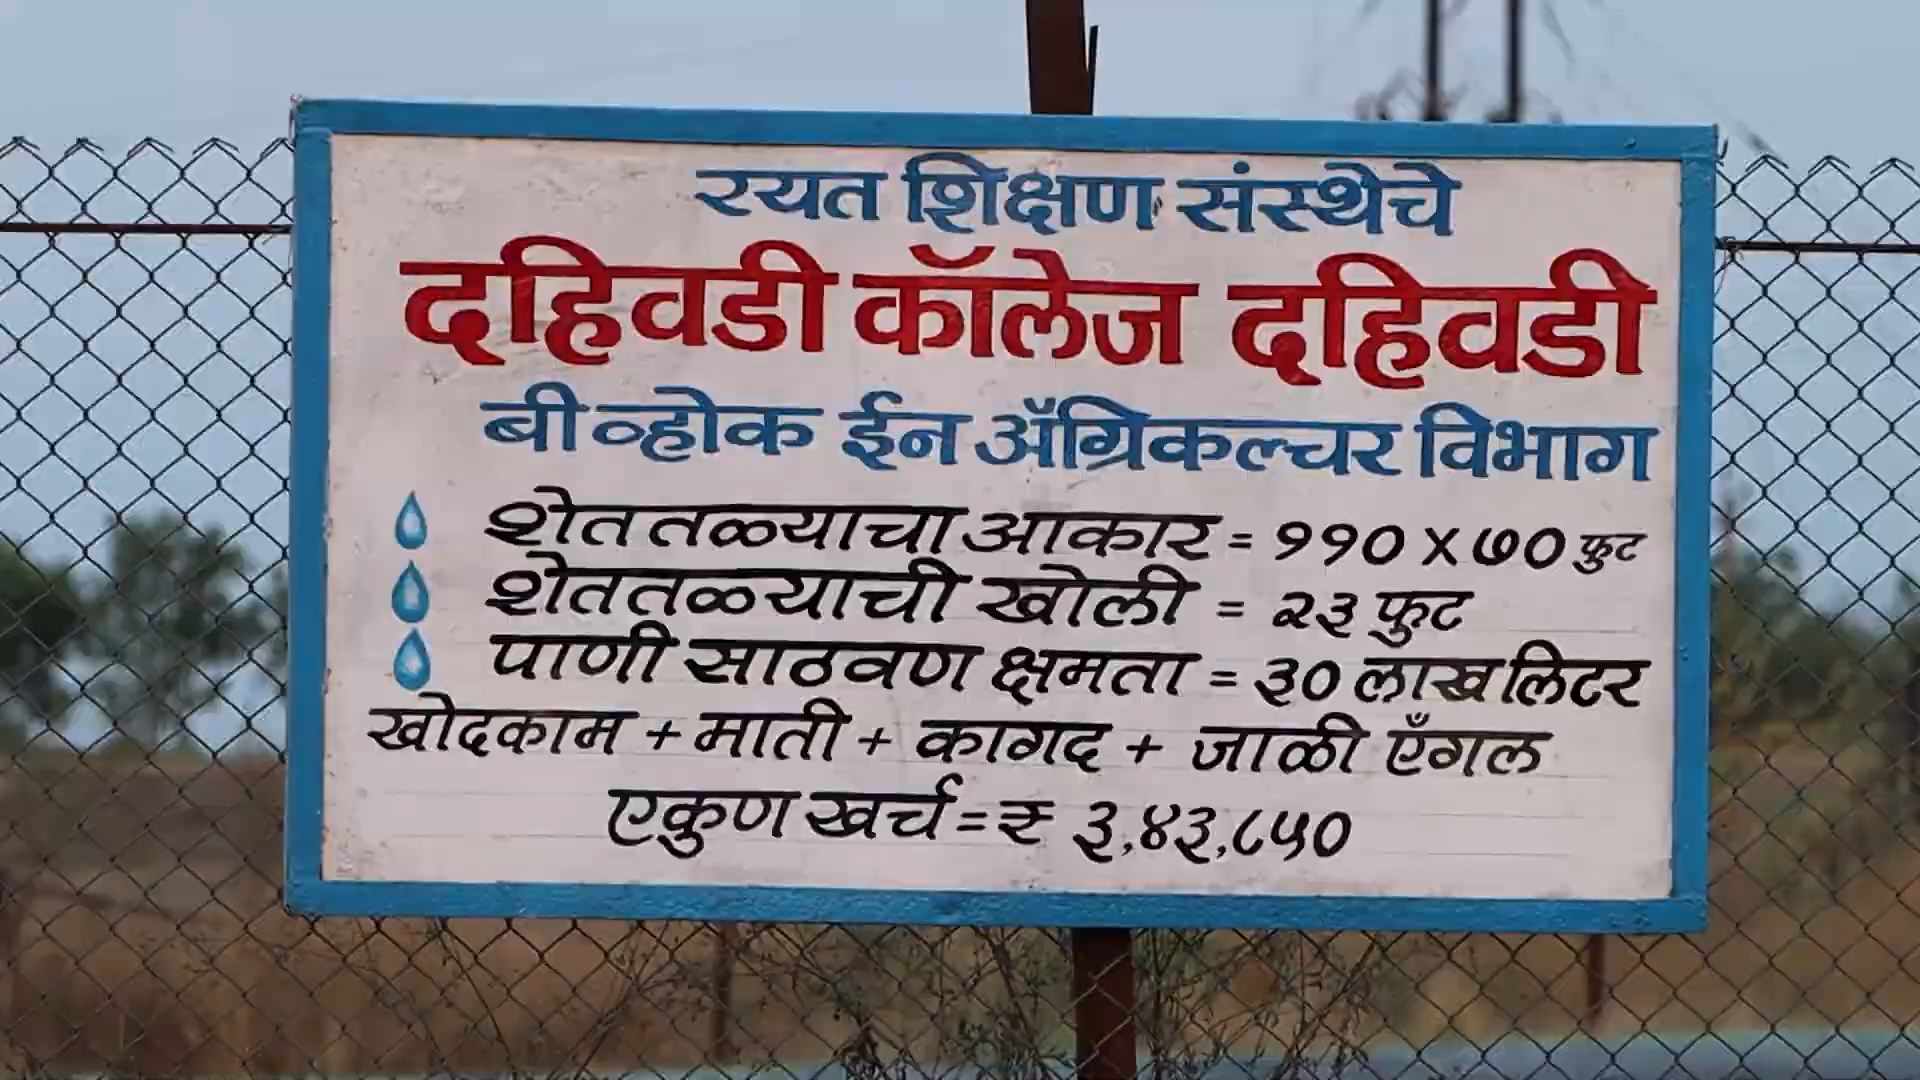 रयत शिक्षण संस्थेचे
दहिवडी कॉलेज दहिवडी
बी व्होक ईन ॲग्रिकल्चर विभाग
शेततळ्याचा आकार = ११० X ७० फुट
शेततळ्याची खोली = २३ फुट
पाणी साठवण क्षमता = ३० लाख लिटर
खोदकाम + माती + कागद + जाळी एँगल
एकुण खर्च = ₹ ३,४३,८५०